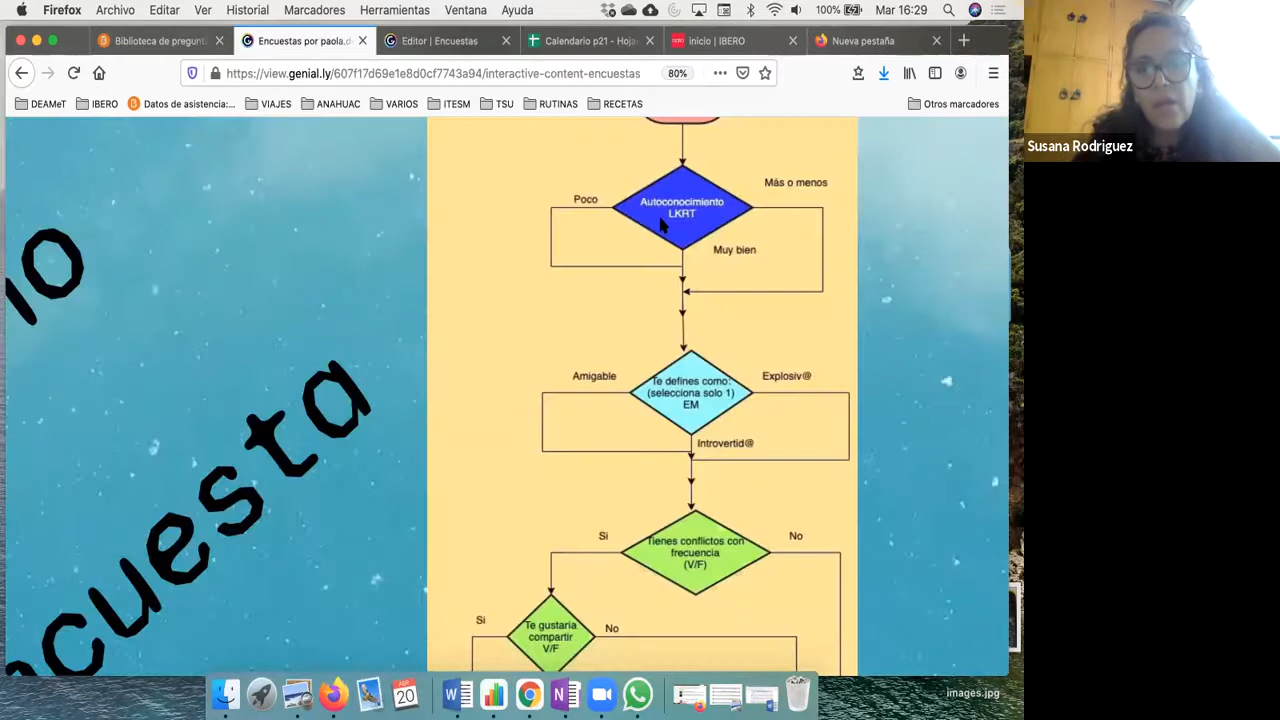 Firefox Archivo Editar Ver Historial Marcadores Herramientas Ventana Ayuda 100% Mar 16:29
Biblioteca de pregunt
Encuestas por paola.d
Editor | Encuestas
Calendario p21 - Hoja
inicio | IBERO
Nueva pestaña
https://view.genial.ly/607f17d69e1e8d0cf7743a94/interactive-content-encuestas 80%
DEAMeT IBERO Datos de asistencia:... VIAJES ANAHUAC VARIOS ITESM TSU RUTINAS RECETAS Otros marcadores
Susana Rodriguez
Más o menos
Poco
Autoconocimiento
LKRT
Muy bien
Amigable
Te defines como:
(selecciona solo 1)
EM
Explosiv@
Introvertid@
Si
Tienes conflictos con
frecuencia
(V/F)
No
Si
Te gustaría
compartir
V/F
No
cuesta
ABR
20
images.jpg